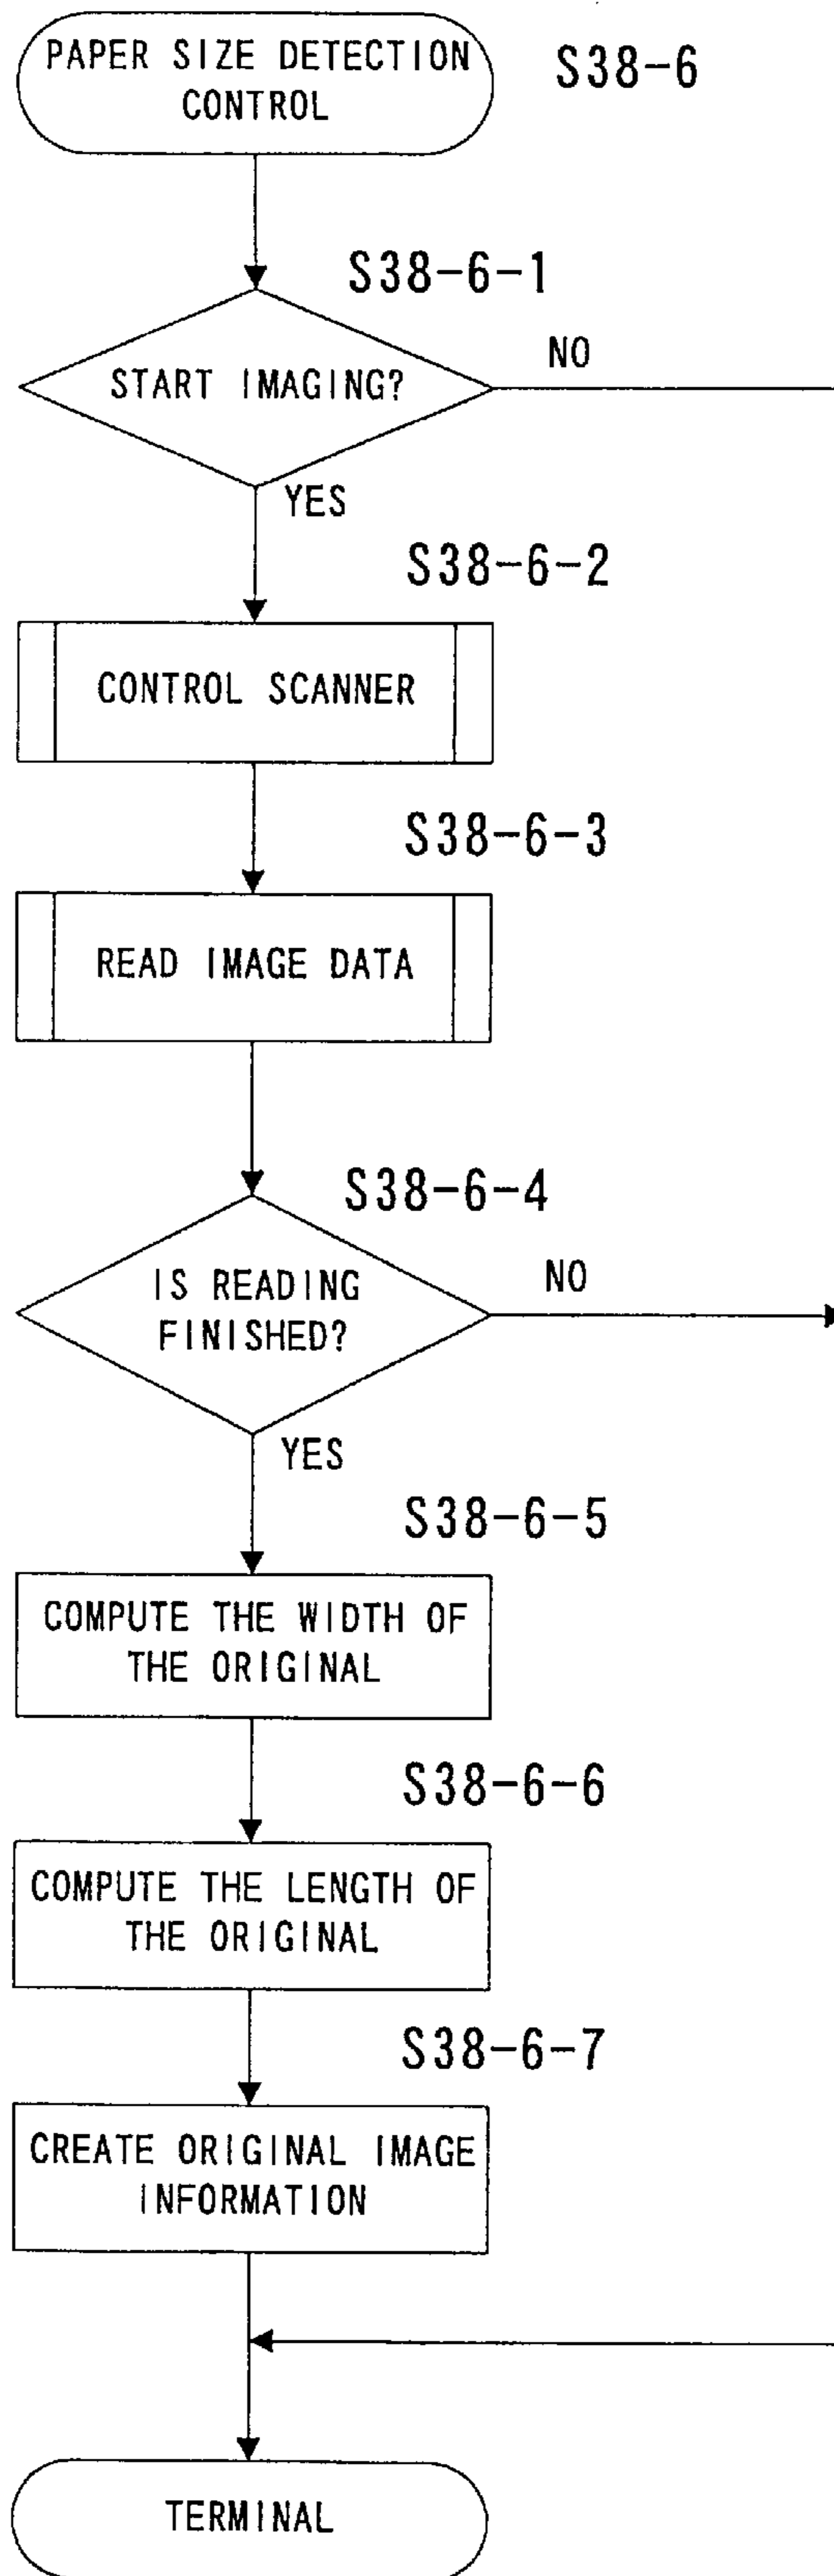 PAPER SIZE DETECTION
CONTROL
S38-6
S38-6-1
START IMAGING?
NO
YES
S38-6-2
CONTROL SCANNER
S38-6-3
READ IMAGE DATA
S38-6-4
IS READING
FINISHED?
NO
YES
S38-6-5
COMPUTE THE WIDTH OF
THE ORIGINAL
S38-6-6
COMPUTE THE LENGTH OF
THE ORIGINAL
S38-6-7
CREATE ORIGINAL IMAGE
INFORMATION
TERMINAL